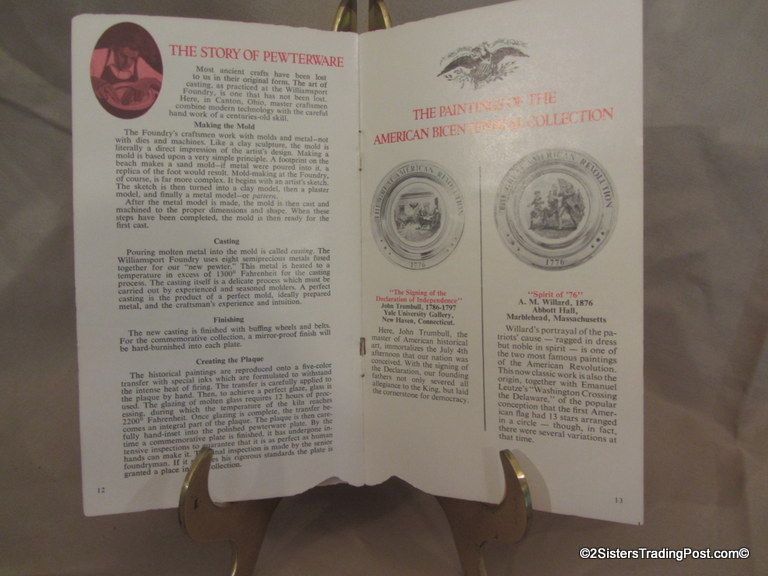 THE STORY OF PEWTERWARE
Most ancient crafts have been lost
to us in their original form. The art of
casting, as practiced at the Williamsport
Foundry, is one that has not been lost.
Here, in Canton, Ohio, master craftsmen
combine modern technology with the careful
hand work of a centuries-old skill.
Making the Mold
The Foundry's craftsmen work with molds and metal—not
with dies and machines. Like a clay sculpture, the mold is
literally a direct impression of the artist's design. Making a
mold is based upon a very simple principle. A footprint on the
beach makes a sand mold—if metal were poured into it, a
replica of the foot would result. Mold-making at the Foundry,
of course, is far more complex. It begins with an artist's sketch.
The sketch is then turned into a clay model, then a plaster
model, and finally a metal model—or pattern.
After the metal model is made, the mold is then cast and
machined to the proper dimensions and shape. When these
steps have been completed, the mold is then ready for the
first cast.
Casting
Pouring molten metal into the mold is called casting. The
Williamsport Foundry uses eight semiprecious metals fused
together for our "new pewter." This metal is heated to a
temperature in excess of 1300° Fahrenheit for the casting
process. The casting itself is a delicate process which must be
carried out by experienced and seasoned molders. A perfect
casting is the product of a perfect mold, ideally prepared
metal, and the craftsman's experience and intuition.
Finishing
The new casting is finished with buffing wheels and belts.
For the commemorative collection, a mirror-proof finish will
be hard-burnished into each plate.
Creating the Plaque
The historical paintings are reproduced onto a five-color
transfer with special inks which are formulated to withstand
the intense heat of firing. The transfer is carefully applied to
the plaque by hand. Then, to achieve a perfect glaze, glass is
used. The glazing of molten glass requires 12 hours of proc-
essing, during which the temperature of the kiln reaches
2200° Fahrenheit. Once glazing is complete, the transfer be-
comes an integral part of the plaque. The plaque is then care-
fully hand-inset into the polished pewterware plate. By the
time a commemorative plate is finished, it has undergone in-
tensive inspections to guarantee that it is as perfect as human
hands can make it. inal inspection is made by the senior
foundryman. If it his rigorous standards the plate is
granted a place in collection.
12
THE PAINTINGS OF THE
AMERICAN BICENTENNIAL COLLECTION
AMERICAN REVOLUTION
1776
THE GREAT AMERICAN REVOLUTION
1776
"The Signing of the
Declaration of Independence"
John Trumbull, 1786-1797
Yale University Gallery,
New Haven, Connecticut.
Here, John Trumbull, the
master of American historical
art, immortalizes the July 4th
afternoon that our nation was
conceived. With the signing of
the Declaration, our founding
fathers not only severed all
allegiance to the King, but laid
the cornerstone for democracy.
"Spirit of '76"
A. M. Willard, 1876
Abbott Hall,
Marblehead, Massachusetts
Willard's portrayal of the pa-
triots' cause — ragged in dress
but noble in spirit — is one of
the two most famous paintings
of the American Revolution.
This now classic work is also the
origin, together with Emanuel
Leutze's "Washington Crossing
the Delaware," of the popular
conception that the first Amer-
ican flag had 13 stars arranged
in a circle — though, in fact,
there were several variations at
that time.
13
©2SistersTradingPost.com©